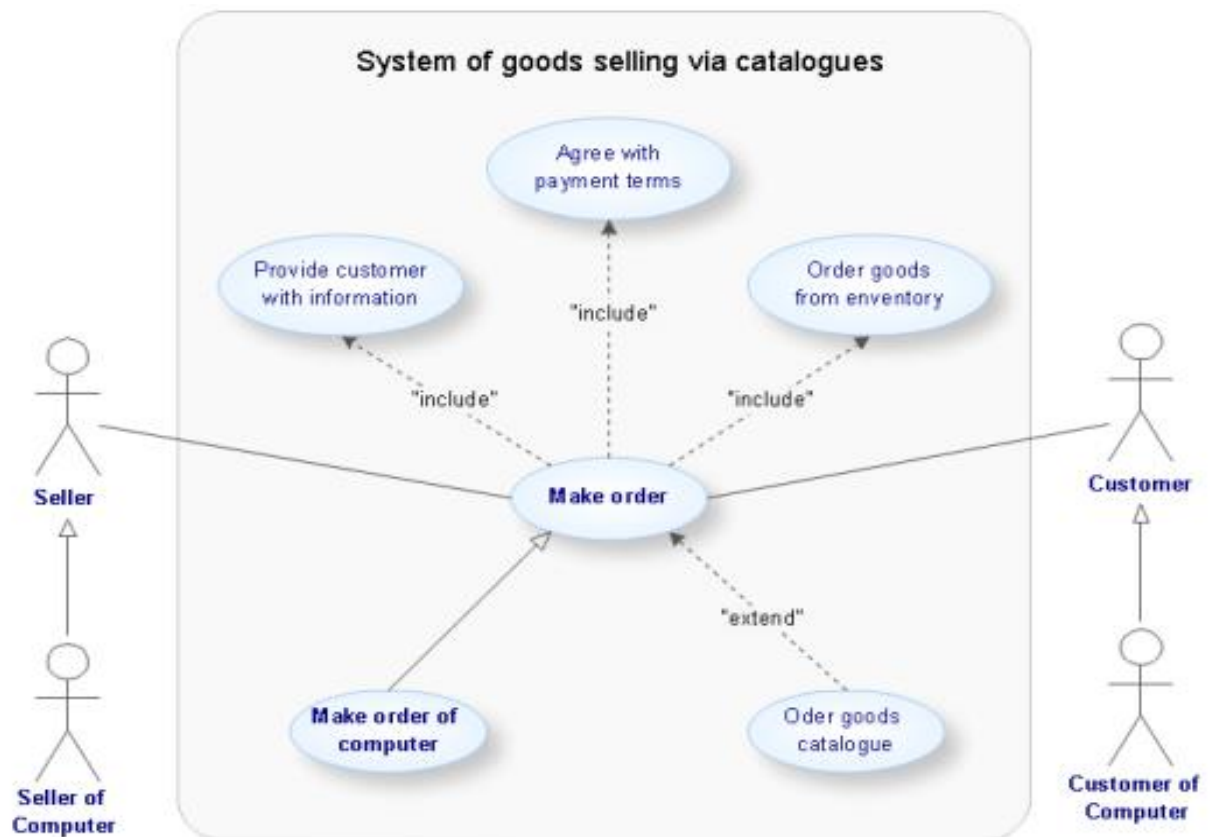 System of goods selling via catalogues
Agree with
payment terms
Provide customer
with information
Order goods
from enventory
"include"
"include"
"include"
Seller
Make order
Customer
"extend"
Make order of
computer
Oder goods
catalogue
Seller of
Computer
Customer of
Computer